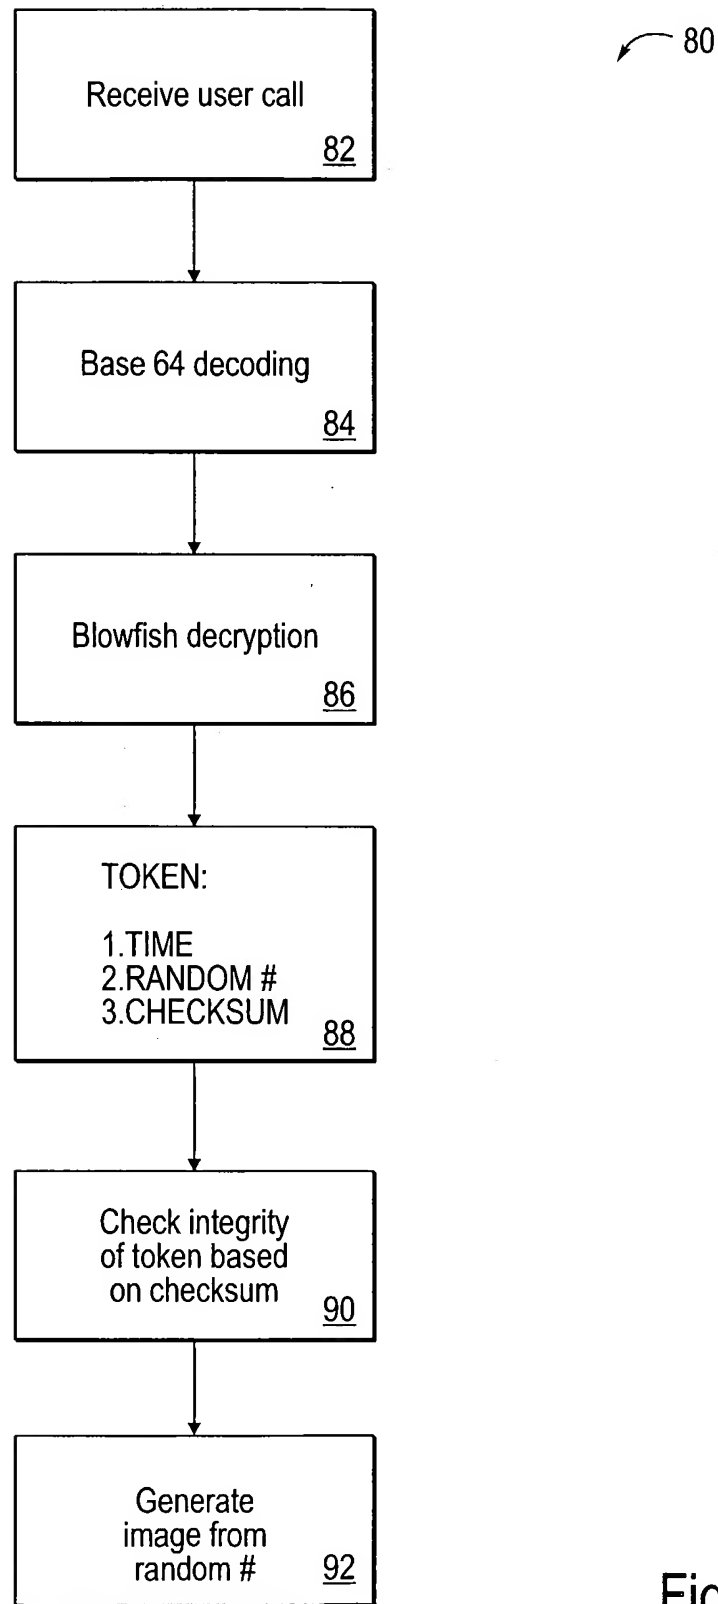 80
Receive user call
82
Base 64 decoding
84
Blowfish decryption
86
TOKEN:
1.TIME
2.RANDOM #
3.CHECKSUM
88
Check integrity
of token based
on checksum
90
Generate
image from
random #
92